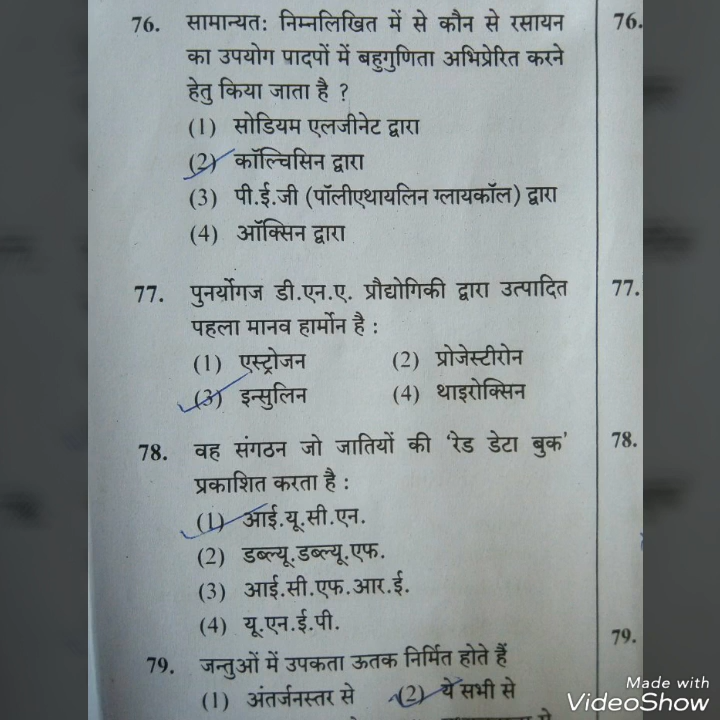 76. सामान्यत: निम्नलिखित में से कौन से रसायन
का उपयोग पादपों में बहुगुणिता अभिप्रेरित करने
हेतु किया जाता है ?
(1) सोडियम एलजीनेट द्वारा
(2) कॉल्चिसिन द्वारा
(3) पी.ई.जी (पॉलीएथायलिन ग्लायकॉल) द्वारा
(4) ऑक्सिन द्वारा
77. पुनर्योगज डी.एन.ए. प्रौद्योगिकी द्वारा उत्पादित
पहला मानव हार्मोन है :
(1) एस्ट्रोजन (2) प्रोजेस्टीरोन
(3) इन्सुलिन (4) थाइरोक्सिन
78. वह संगठन जो जातियों की 'रेड डेटा बुक'
प्रकाशित करता है :
(1) आई.यू.सी.एन.
(2) डब्ल्यू.डब्ल्यू.एफ.
(3) आई.सी.एफ.आर.ई.
(4) यू.एन.ई.पी.
79. जन्तुओं में उपकता ऊतक निर्मित होते हैं
(1) अंतर्जनस्तर से (2) ये सभी से
76.
77.
78.
79.
Made with
VideoShow